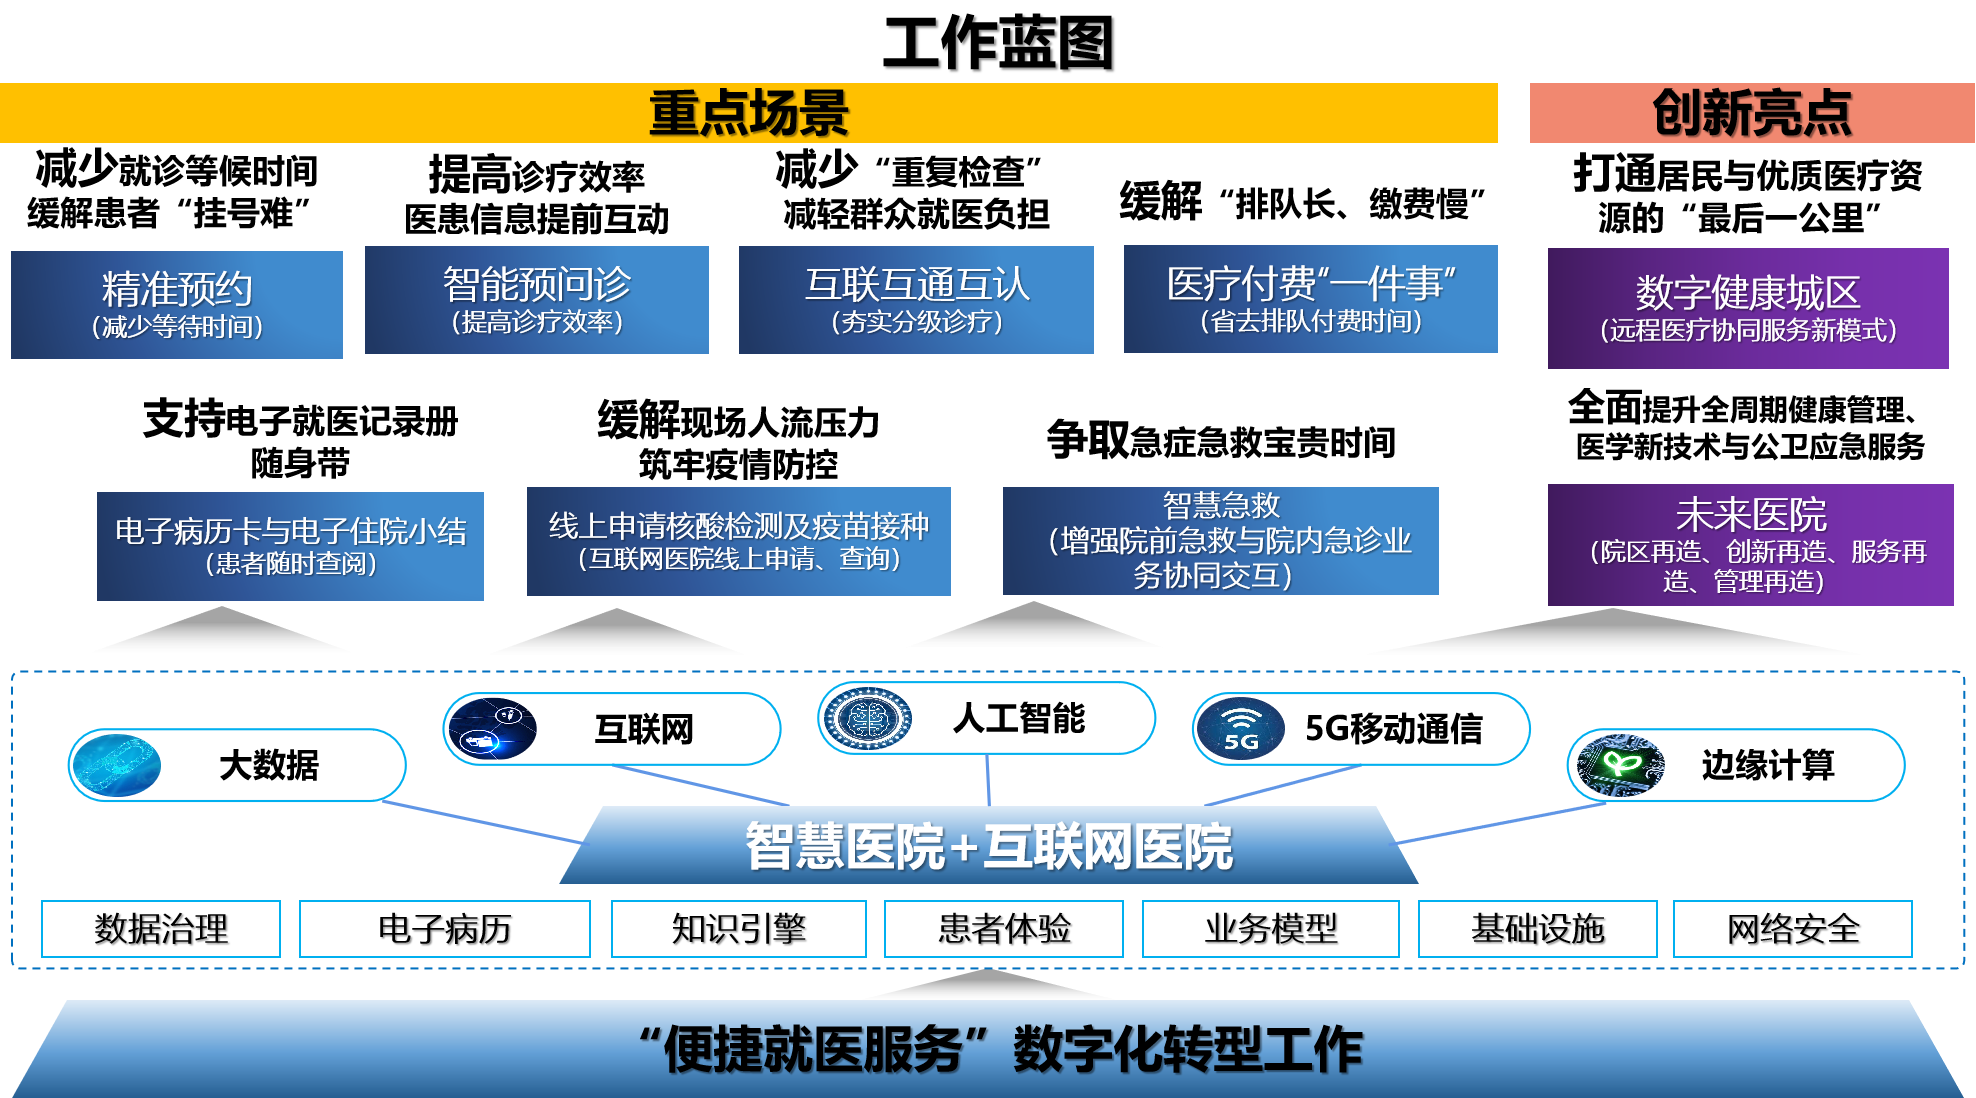 工作蓝图
重点场景
创新亮点
减少就诊等候时间
缓解患者“挂号难”
精准预约
（减少等待时间）
提高诊疗效率
医患信息提前互动
智能预问诊
（提高诊疗效率）
减少“重复检查”
减轻群众就医负担
互联互通互认
（夯实分级诊疗）
缓解“排队长、缴费慢”
医疗付费“一件事”
（省去排队付费时间）
打通居民与优质医疗资
源的“最后一公里”
数字健康城区
（远程医疗协同服务新模式）
支持电子就医记录册
随身带
电子病历卡与电子住院小结
（患者随时查阅）
缓解现场人流压力
筑牢疫情防控
线上申请核酸检测及疫苗接种
（互联网医院线上申请、查询）
争取急症急救宝贵时间
智慧急救
（增强院前急救与院内急诊业
务协同交互）
全面提升全周期健康管理、
医学新技术与公卫应急服务
未来医院
（院区再造、创新再造、服务再
造、管理再造）
大数据
互联网
人工智能
5G
5G移动通信
边缘计算
智慧医院+互联网医院
数据治理
电子病历
知识引擎
患者体验
业务模型
基础设施
网络安全
“便捷就医服务”数字化转型工作